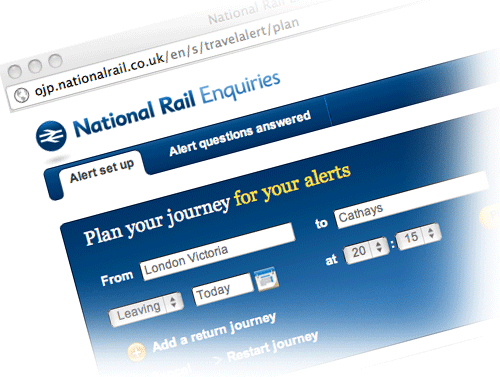 National Rail
ojp.nationalrail.co.uk/en/s/travelalert/plan
National Rail Enquiries
Alert set up
Alert questions answered
Plan your journey for your alerts
From London Victoria to Cathays
Leaving Today at 20 : 15
Add a return journey
> Restart journey